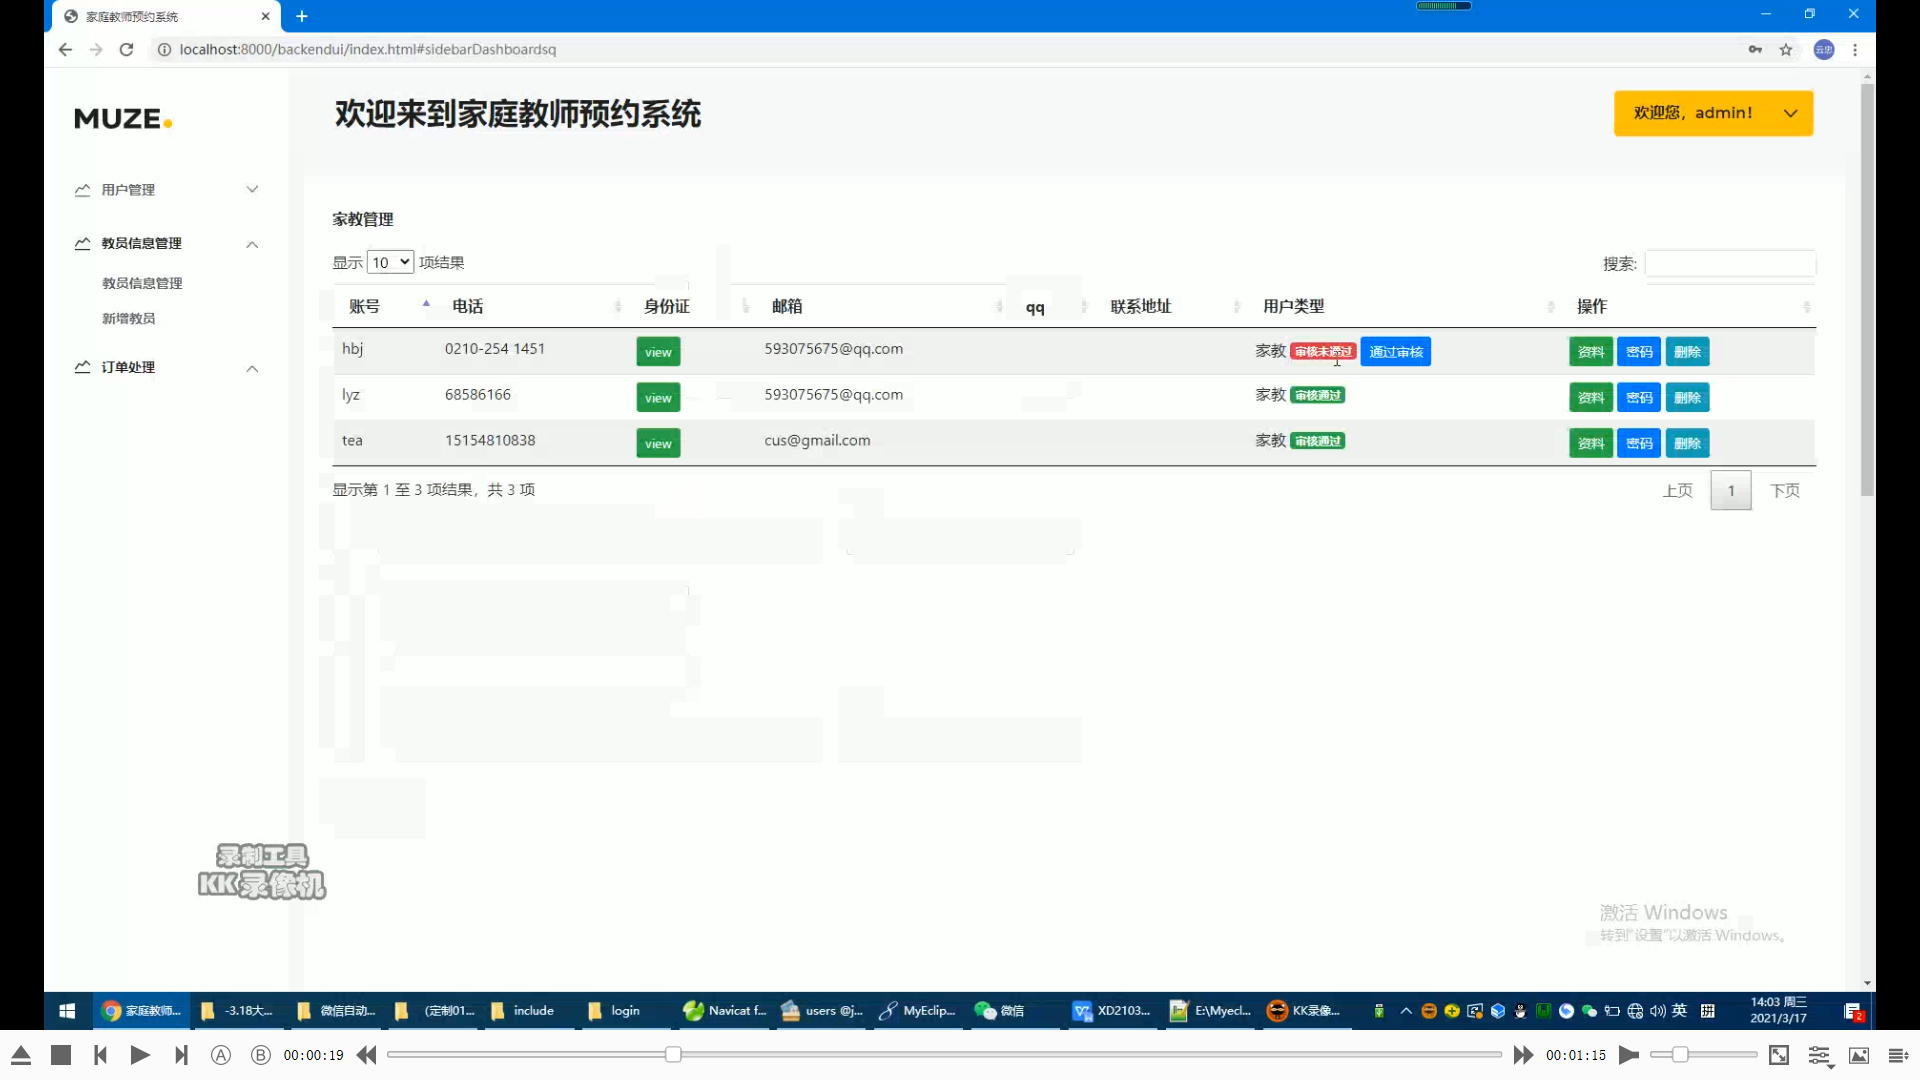 家庭教师预约系统
localhost:8000/backendui/index.html#sidebarDashboardsq
云忠
MUZE.
欢迎来到家庭教师预约系统
欢迎您，admin!
用户管理
教员信息管理
教员信息管理
新增教员
订单处理
家教管理
显示 10 项结果
搜索:
账号 电话 身份证 邮箱 qq 联系地址 用户类型 操作
hbj 0210-254 1451 view 593075675@qq.com 家教 审核未通过 通过审核 资料 密码 删除
lyz 68586166 view 593075675@qq.com 家教 审核通过 资料 密码 删除
tea 15154810838 view cus@gmail.com 家教 审核通过 资料 密码 删除
显示第 1 至 3 项结果，共 3 项
上页 1 下页
录制工具
KK录像机
激活 Windows
转到"设置"以激活 Windows。
家庭教师... -3.18大... 微信自动... (定制01... include login Navicat f... users @j... MyEclip... 微信 XD2103... E:\Myecl... KK录像... 英 14:03 周三
2021/3/17
2
A B 00:00:19 00:01:15